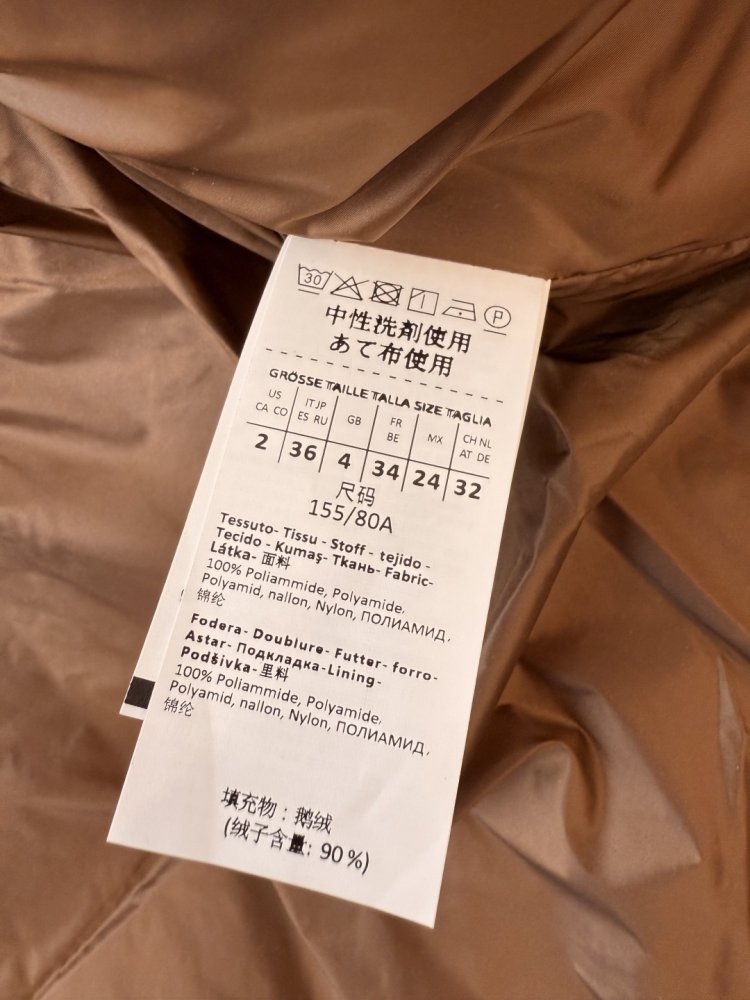 30 P
中性洗剤使用
あて布使用
GRÖSSE TAILLE TALLA SIZE TAGLIA
US CA CO IT JP ES RU GB FR BE MX CH NL AT DE
2 36 4 34 24 32
尺码
155/80A
Tessuto- Tissu - Stoff - tejido -
Tecido - Kumaş- Ткань- Fabric-
Látka- 面料
100% Poliammide, Polyamide,
Polyamid, nallon, Nylon, ПОЛИАМИД,
锦纶
Fodera- Doublure- Futter- forro-
Astar- Подкладка-Lining-
Podšivka- 里料
100% Poliammide, Polyamide,
Polyamid, nallon, Nylon, ПОЛИАМИД,
锦纶
填充物：鹅绒
(绒子含量: 90 %)